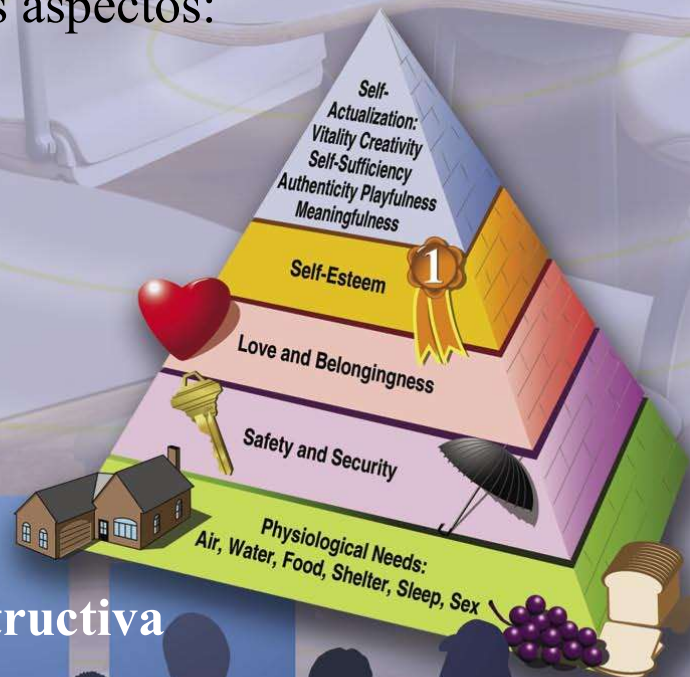 s aspectos:
Self-
Actualization:
Vitality Creativity
Self-Sufficiency
Authenticity Playfulness
Meaningfulness
1
Self-Esteem
Love and Belongingness
Safety and Security
Physiological Needs:
Air, Water, Food, Shelter, Sleep, Sex
tructiva